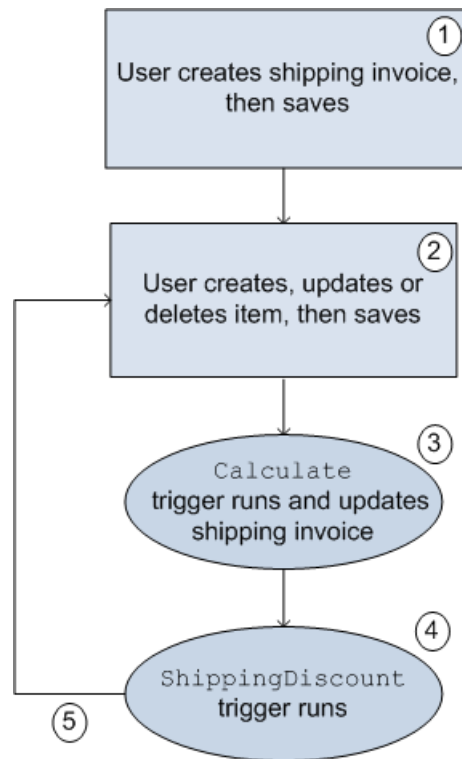 1
User creates shipping invoice,
then saves
2
User creates, updates or
deletes item, then saves
3
Calculate
trigger runs and updates
shipping invoice
4
ShippingDiscount
trigger runs
5